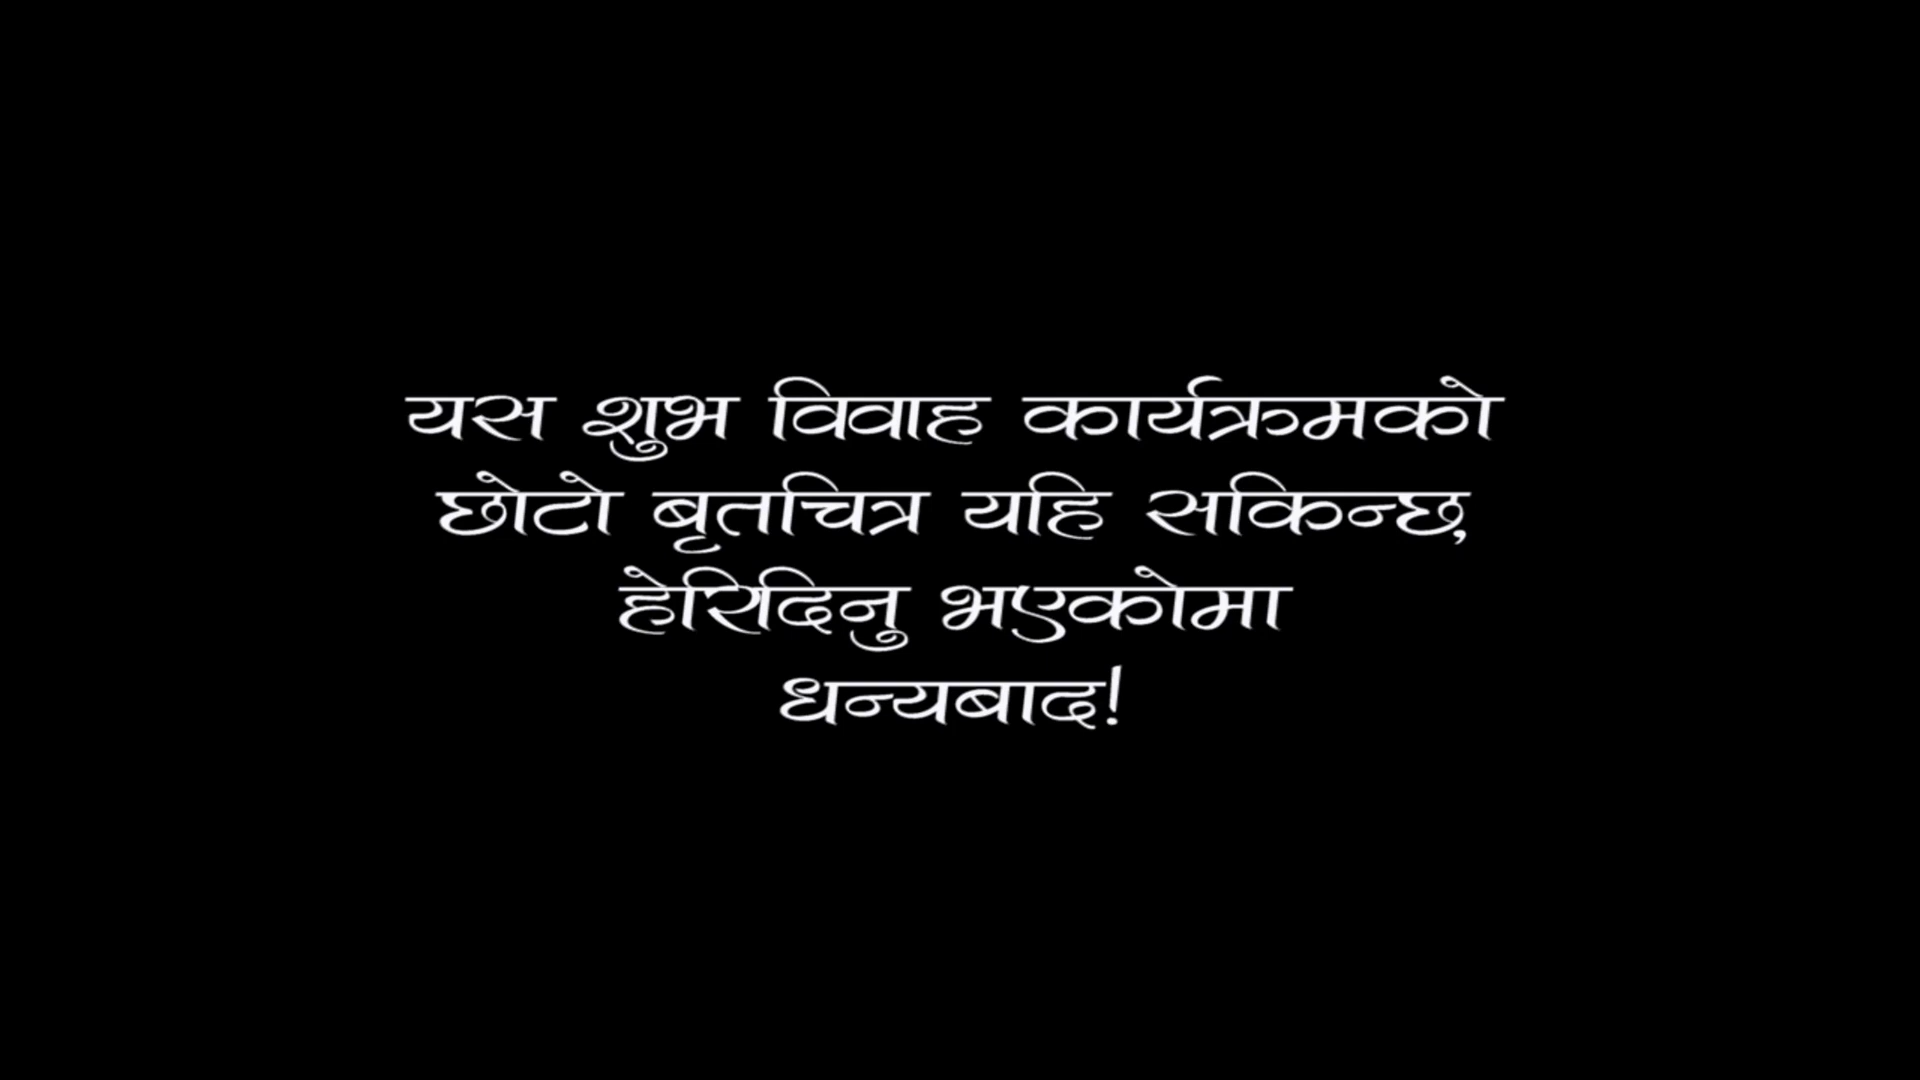 यस शुभ विवाह कार्यक्रमको
छोटो बृतचित्र यहि सकिन्छ,
हेरिदिनु भएकोमा
धन्यबाद!